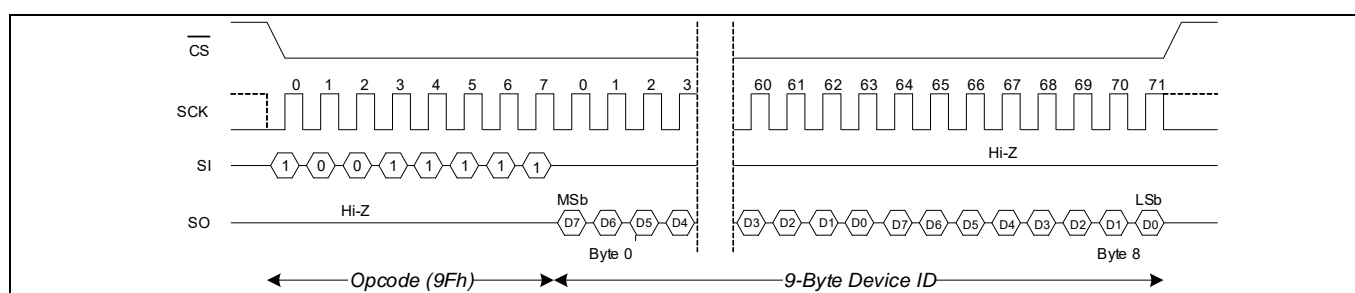 CS
0 1 2 3 4 5 6 7 0 1 2 3 60 61 62 63 64 65 66 67 68 69 70 71
SCK
Hi-Z
SI 1 0 0 1 1 1 1 1
MSb LSb
Hi-Z
SO D7 D6 D5 D4 D3 D2 D1 D0 D7 D6 D5 D4 D3 D2 D1 D0
Byte 0 Byte 8
Opcode (9Fh) 9-Byte Device ID